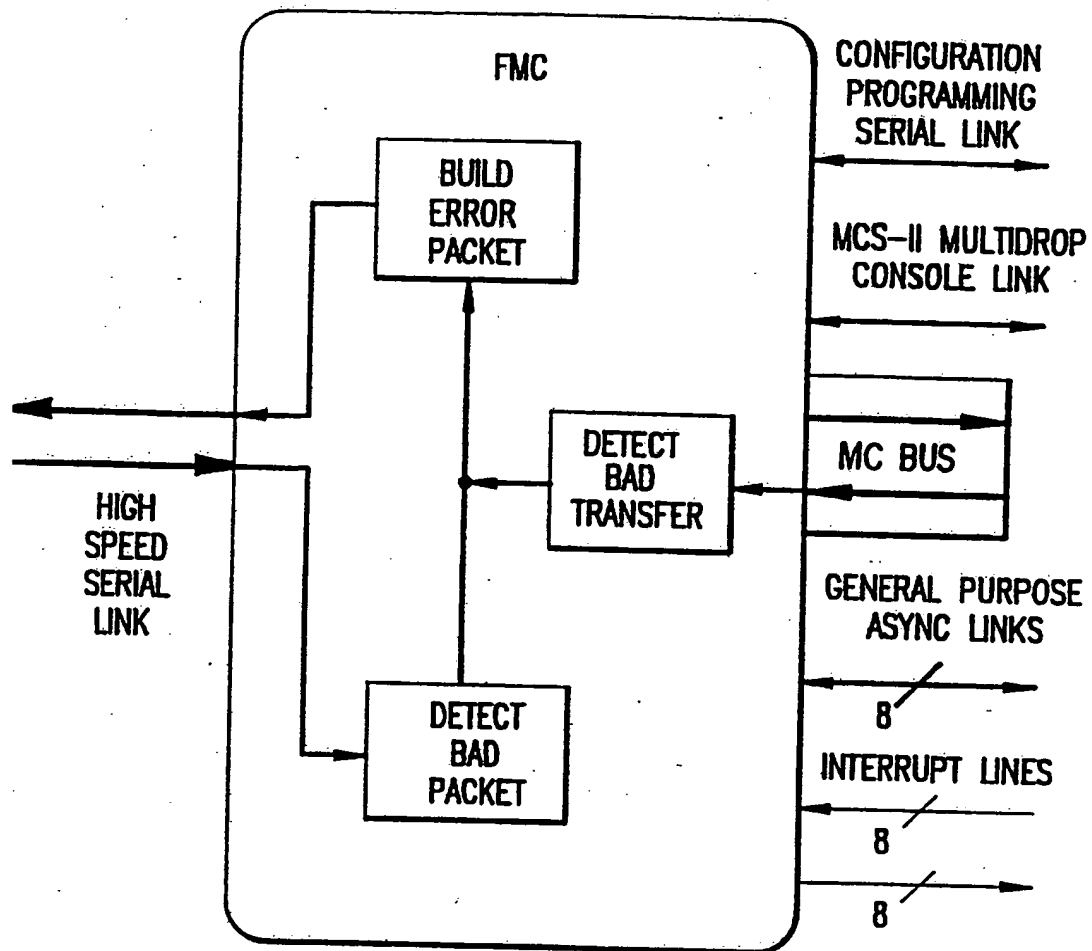 FMC
BUILD
ERROR
PACKET
DETECT
BAD
TRANSFER
DETECT
BAD
PACKET
HIGH
SPEED
SERIAL
LINK
CONFIGURATION
PROGRAMMING
SERIAL LINK
MCS-II MULTIDROP
CONSOLE LINK
MC BUS
GENERAL PURPOSE
ASYNC LINKS
8
INTERRUPT LINES
8
8